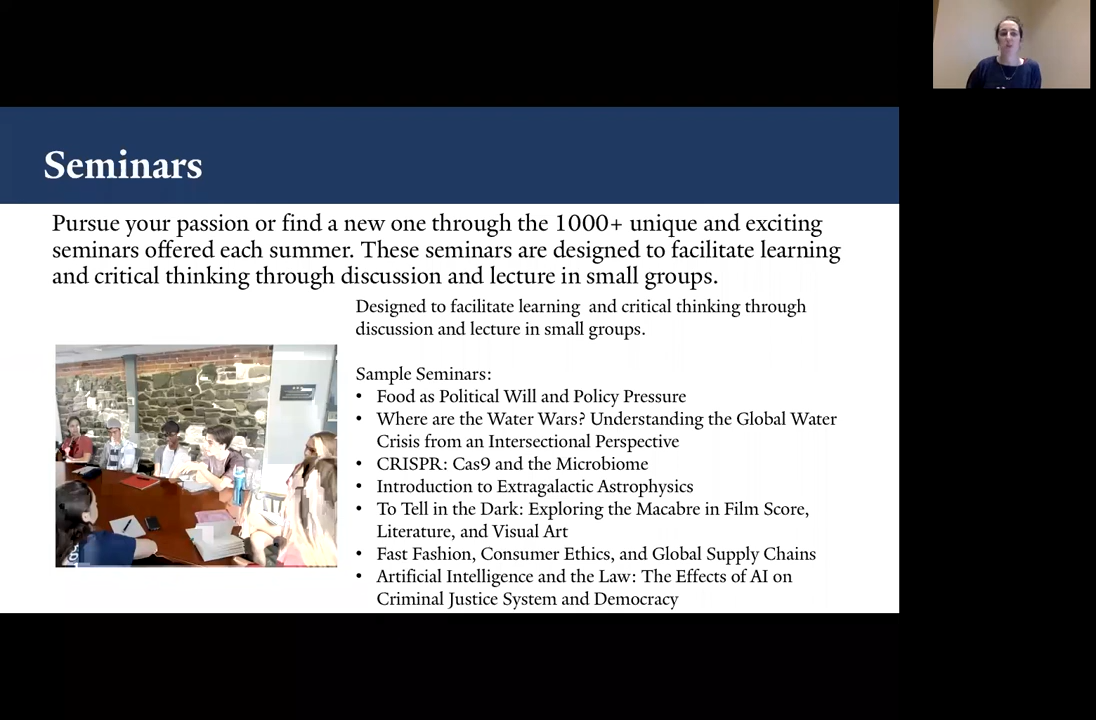 Seminars
Pursue your passion or find a new one through the 1000+ unique and exciting
seminars offered each summer. These seminars are designed to facilitate learning
and critical thinking through discussion and lecture in small groups.
Designed to facilitate learning  and critical thinking through
discussion and lecture in small groups.
Sample Seminars:
• Food as Political Will and Policy Pressure
• Where are the Water Wars? Understanding the Global Water
Crisis from an Intersectional Perspective
• CRISPR: Cas9 and the Microbiome
• Introduction to Extragalactic Astrophysics
• To Tell in the Dark: Exploring the Macabre in Film Score,
Literature, and Visual Art
• Fast Fashion, Consumer Ethics, and Global Supply Chains
• Artificial Intelligence and the Law: The Effects of AI on
Criminal Justice System and Democracy